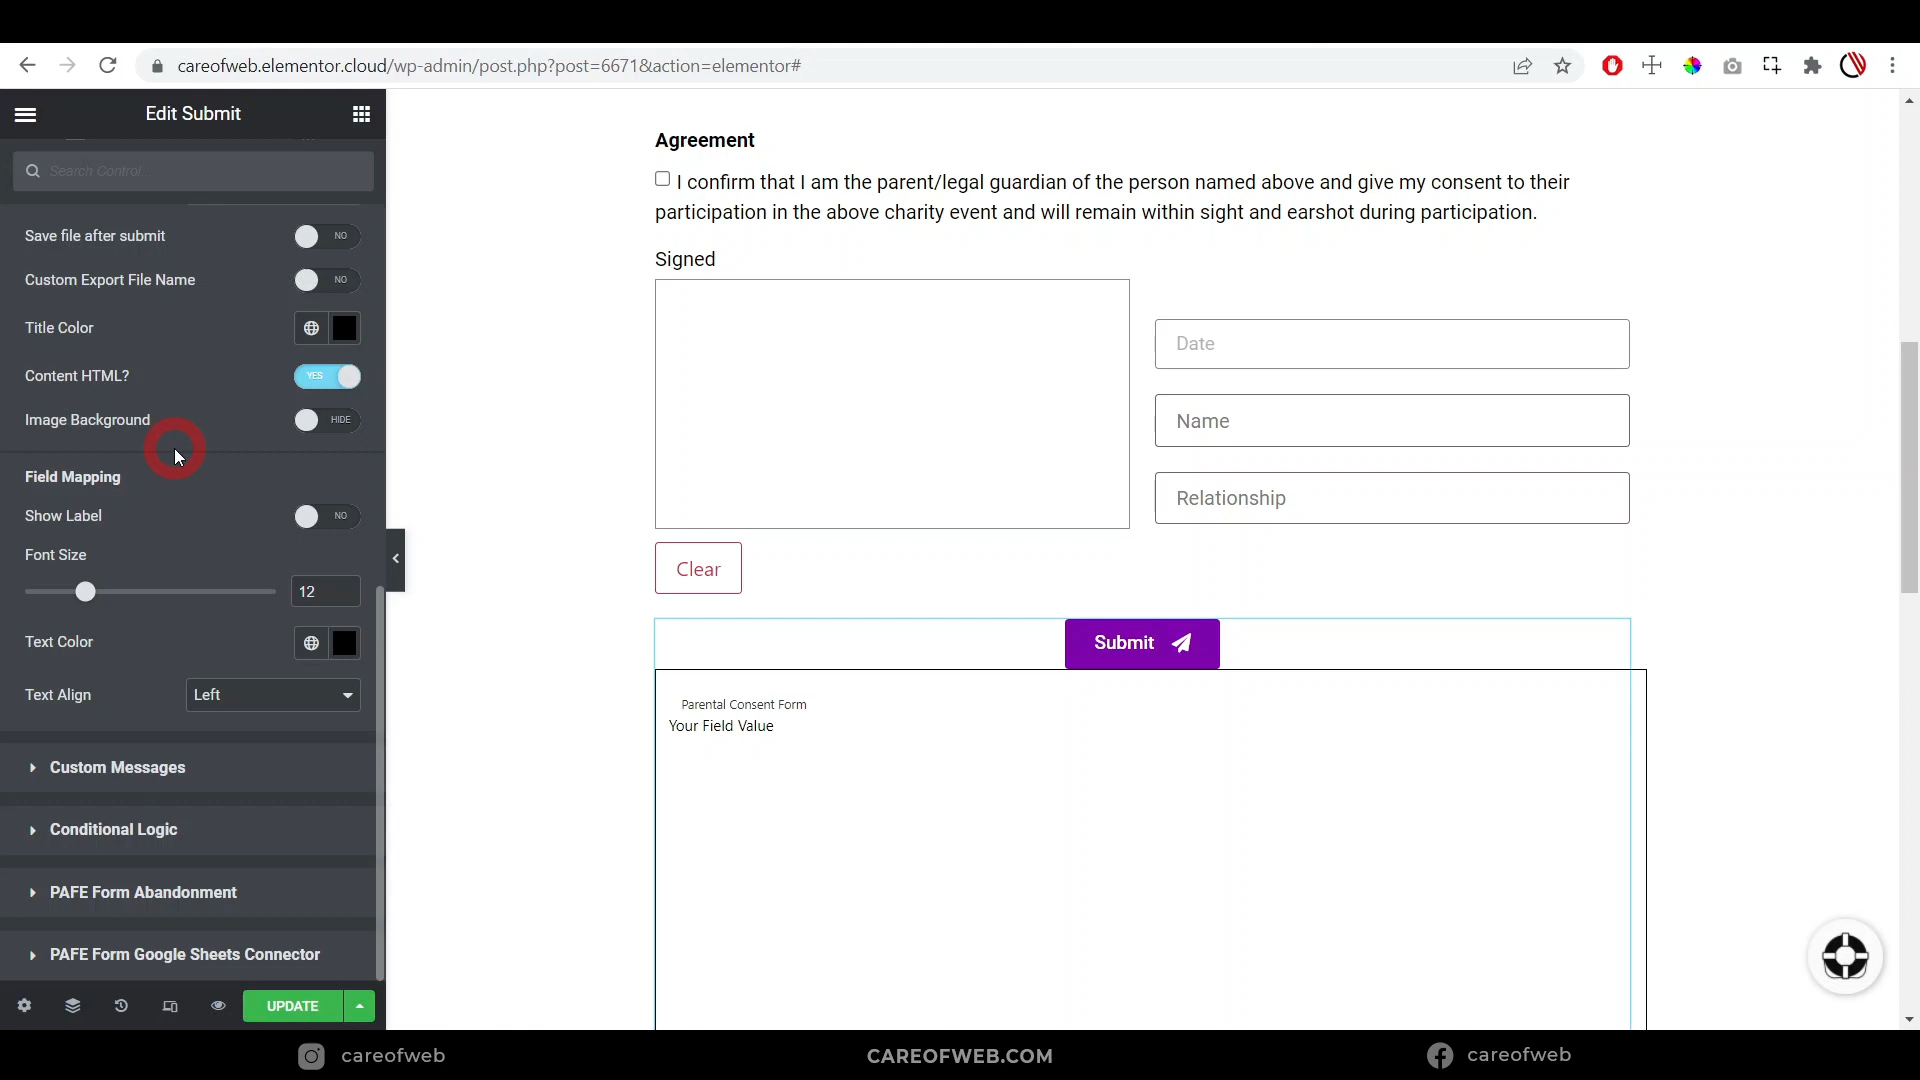 careofweb.elementor.cloud/wp-admin/post.php?post=6671&action=elementor#
Edit Submit
Search Control...
Save file after submit
NO
Custom Export File Name
NO
Title Color
Content HTML?
YES
Image Background
HIDE
Field Mapping
Show Label
NO
Font Size
12
Text Color
Text Align
Left
Custom Messages
Conditional Logic
PAFE Form Abandonment
PAFE Form Google Sheets Connector
UPDATE
Agreement
I confirm that I am the parent/legal guardian of the person named above and give my consent to their
participation in the above charity event and will remain within sight and earshot during participation.
Signed
Date
Name
Relationship
Clear
Submit
Parental Consent Form
Your Field Value
careofweb
CAREOFWEB.COM
careofweb